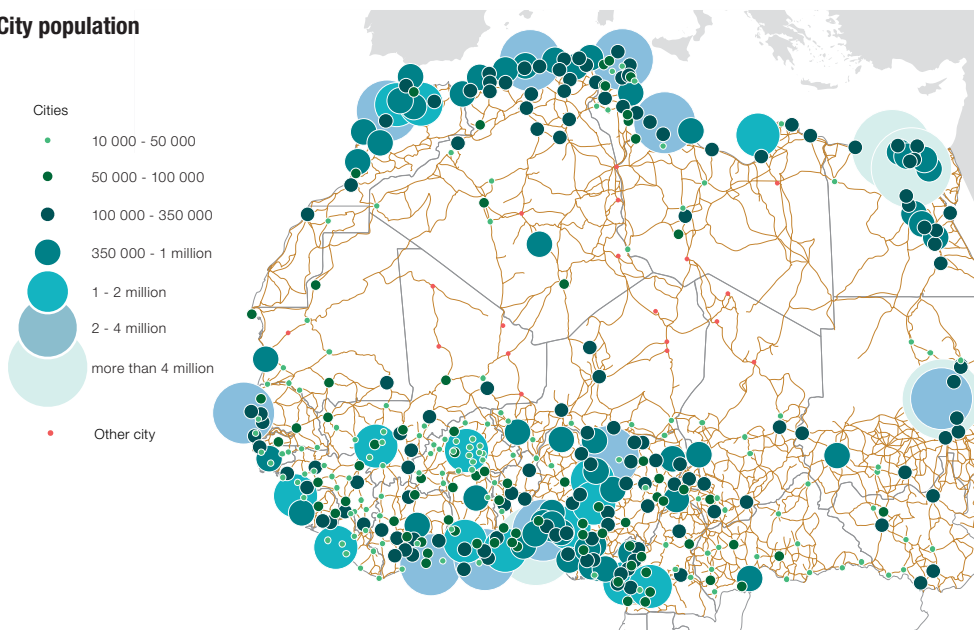 City population
Cities
10 000 - 50 000
50 000 - 100 000
100 000 - 350 000
350 000 - 1 million
1 - 2 million
2 - 4 million
more than 4 million
Other city